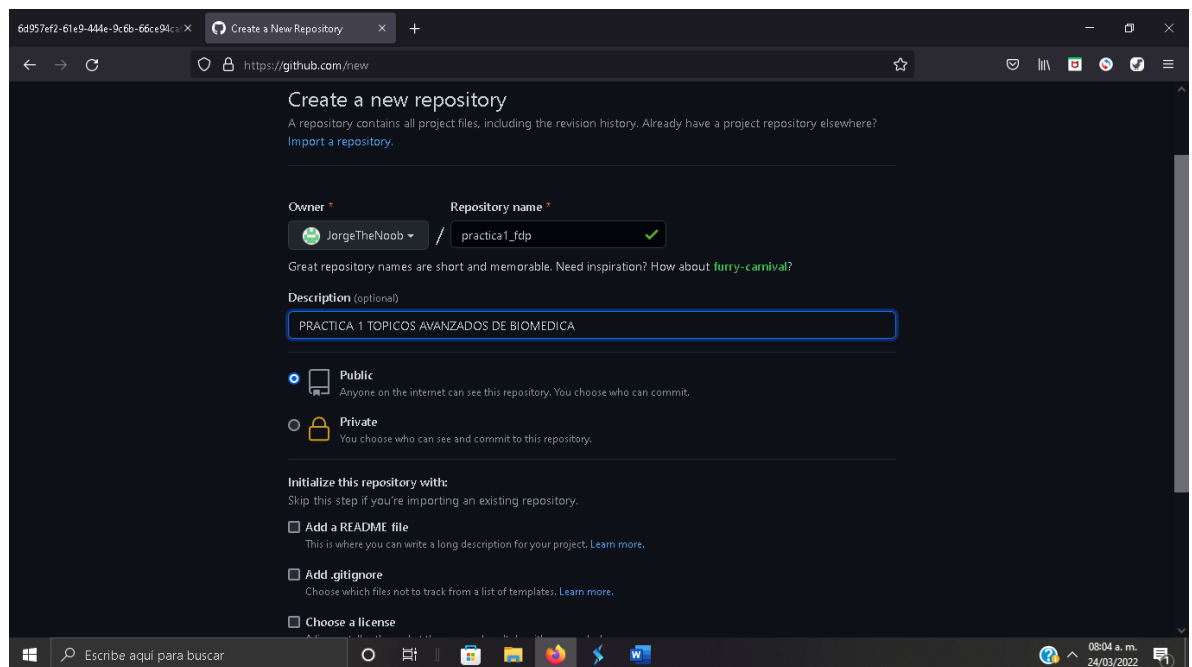 6d957ef2-61e9-444e-9c6b-66ce94ca
Create a New Repository
https://github.com/new
Create a new repository
A repository contains all project files, including the revision history. Already have a project repository elsewhere?
Import a repository.
Owner *
Repository name *
JorgeTheNoob
/
practica1_fdp
Great repository names are short and memorable. Need inspiration? How about furry-carnival?
Description (optional)
PRACTICA 1 TOPICOS AVANZADOS DE BIOMEDICA
Public
Anyone on the internet can see this repository. You choose who can commit.
Private
You choose who can see and commit to this repository.
Initialize this repository with:
Skip this step if you're importing an existing repository.
Add a README file
This is where you can write a long description for your project. Learn more.
Add .gitignore
Choose which files not to track from a list of templates. Learn more.
Choose a license
Escribe aquí para buscar
08:04 a. m.
24/03/2022